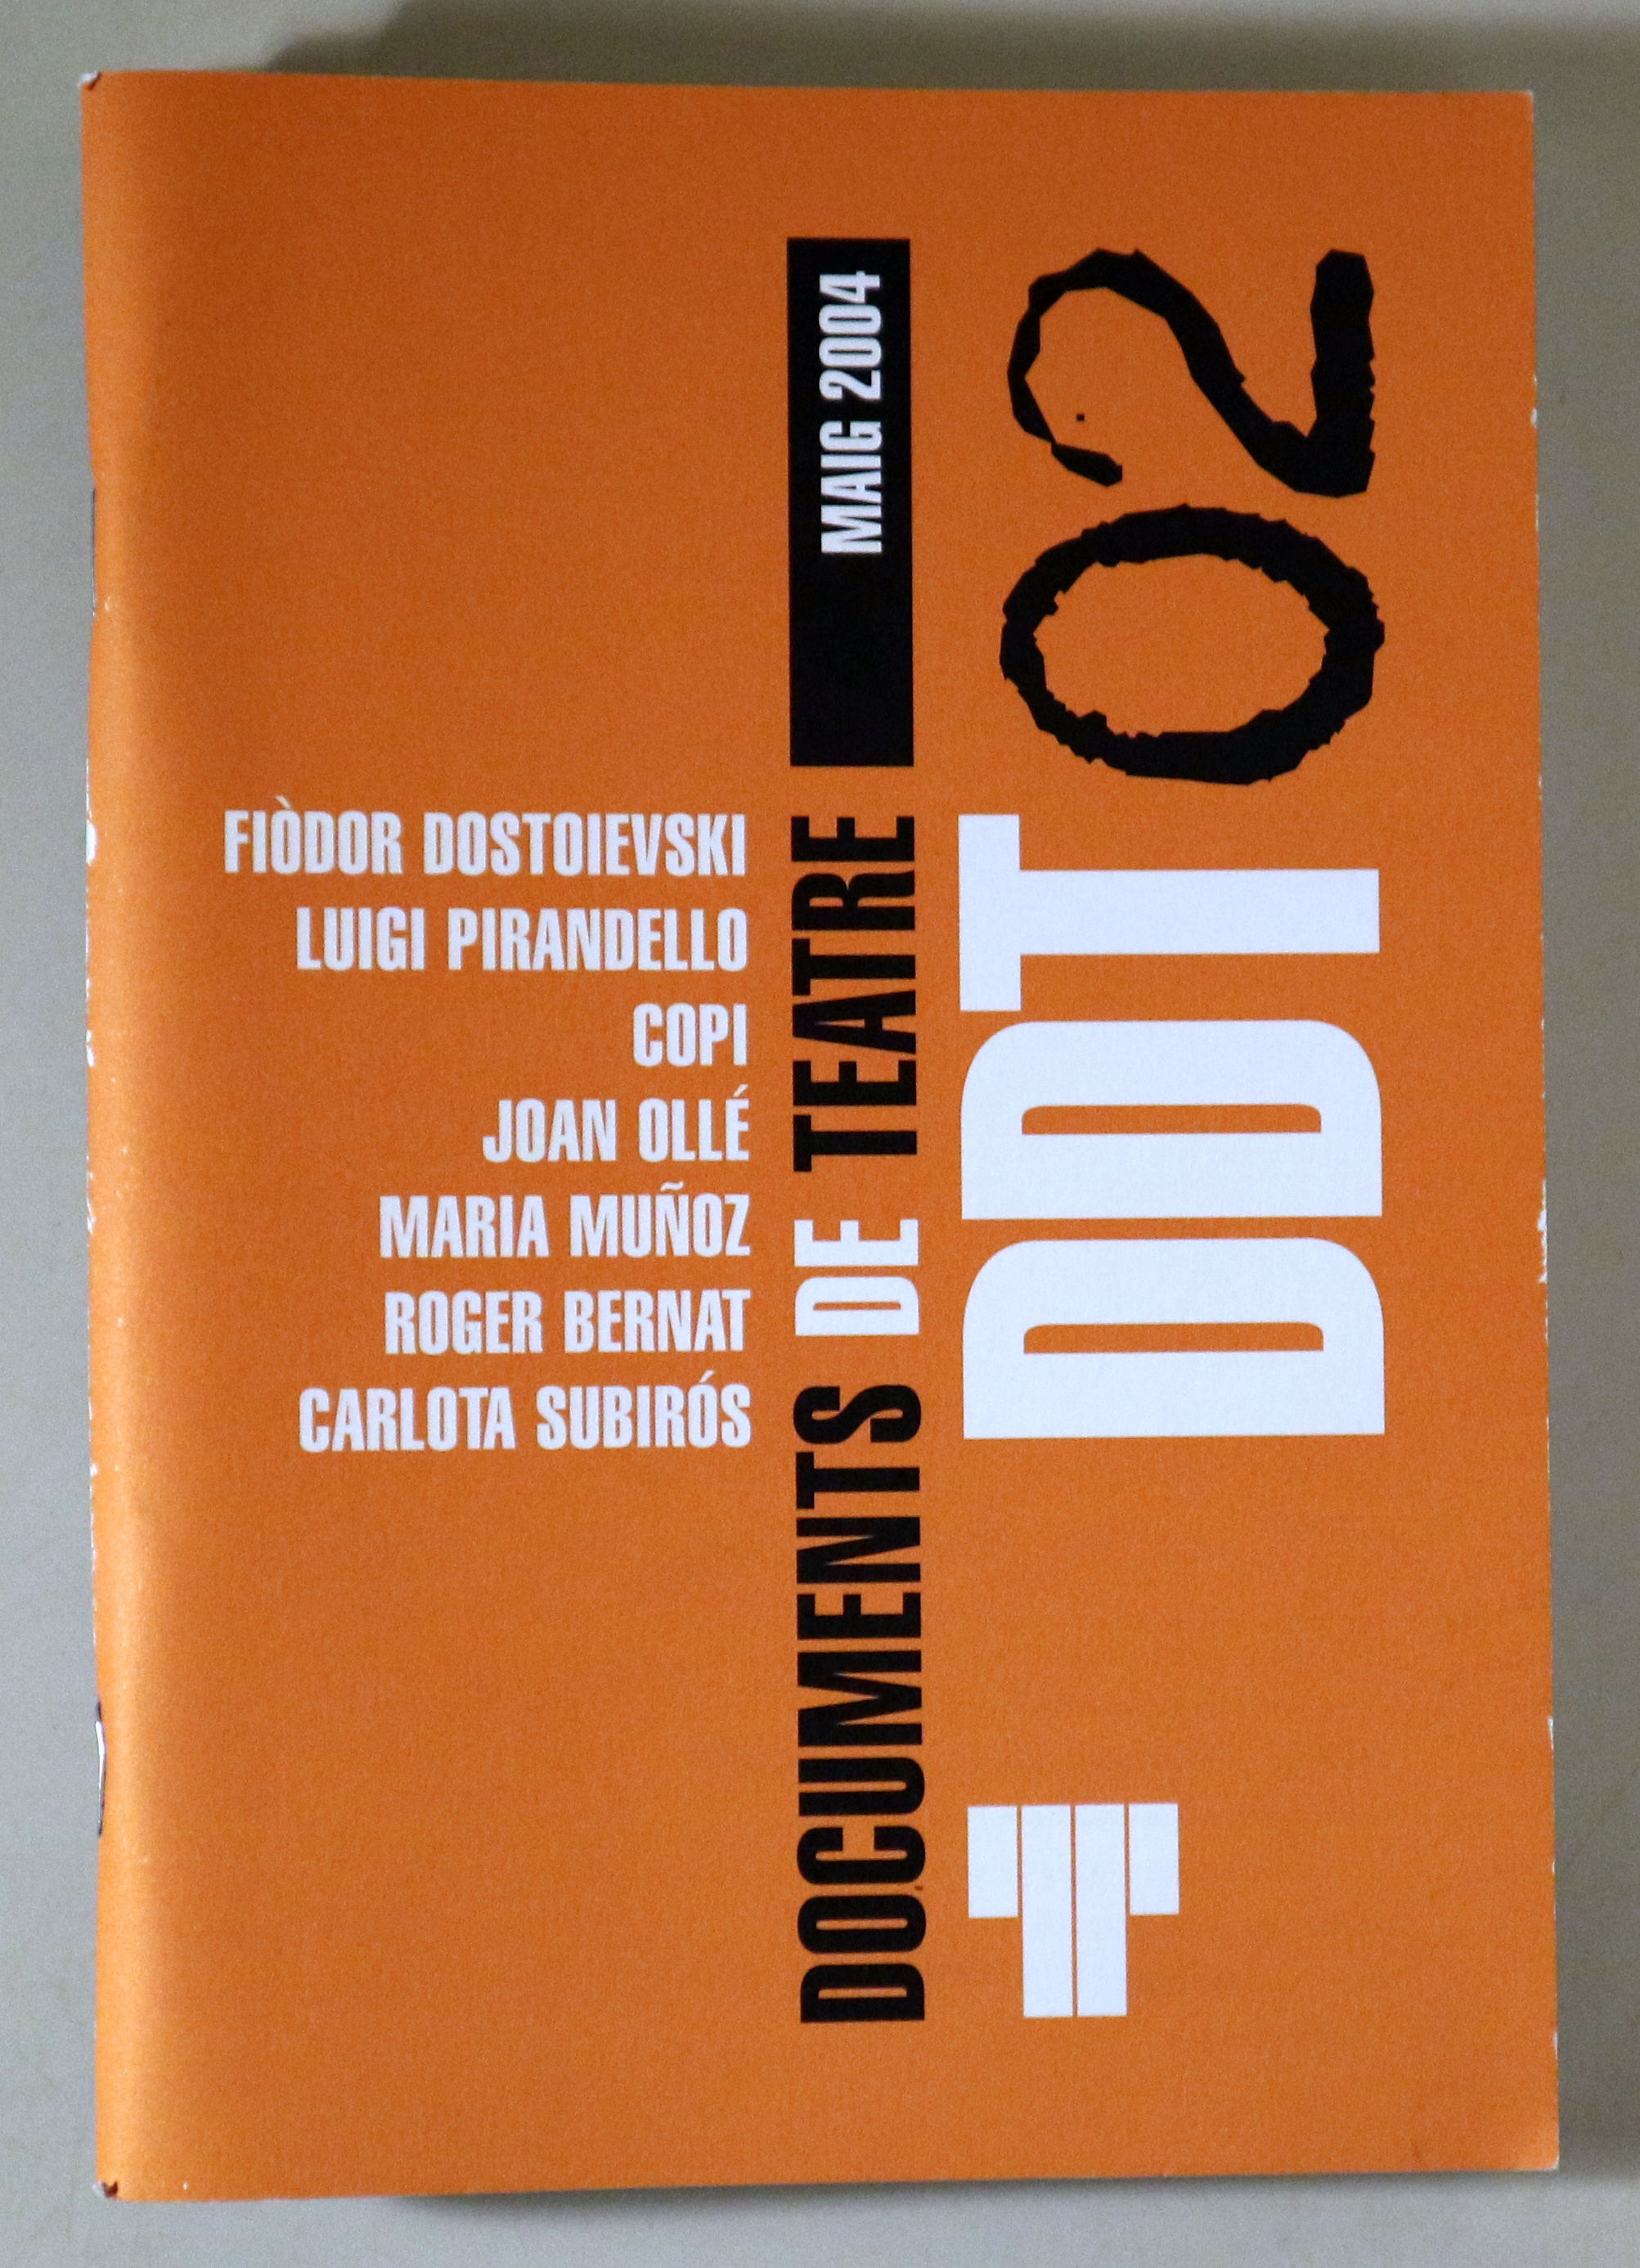 FIÒDOR DOSTOIEVSKI
LUIGI PIRANDELLO
COPI
JOAN OLLÉ
MARIA MUÑOZ
ROGER BERNAT
CARLOTA SUBIRÓS
DOCUMENTS DE TEATRE
MAIG 2004
DDT 02